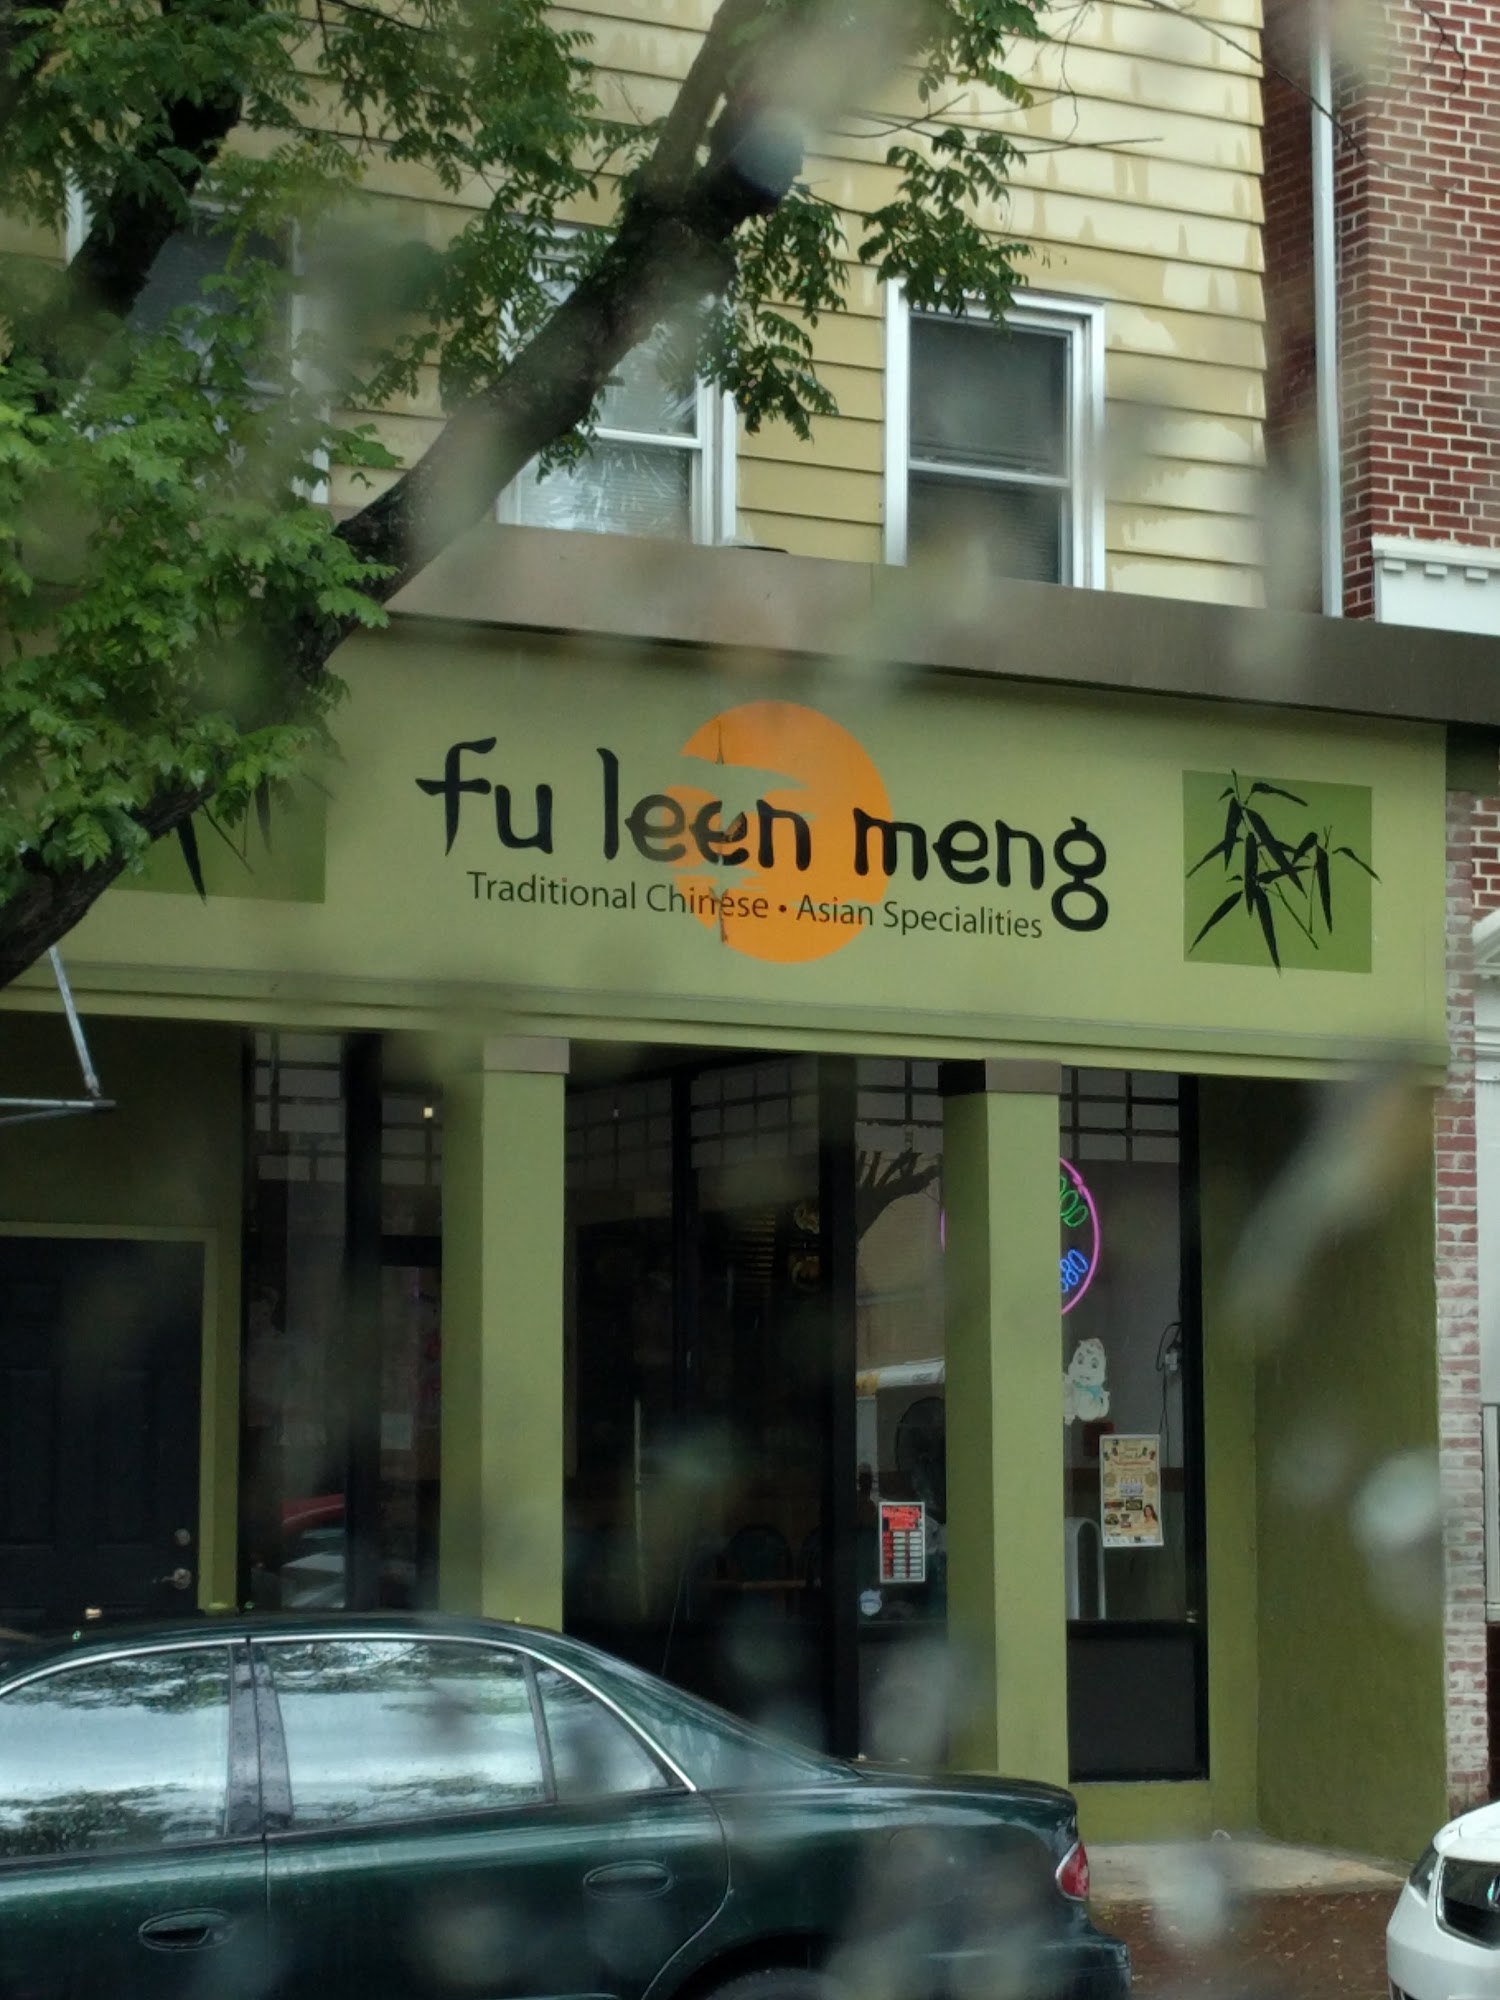 fu leen meng
Traditional Chinese • Asian Specialities